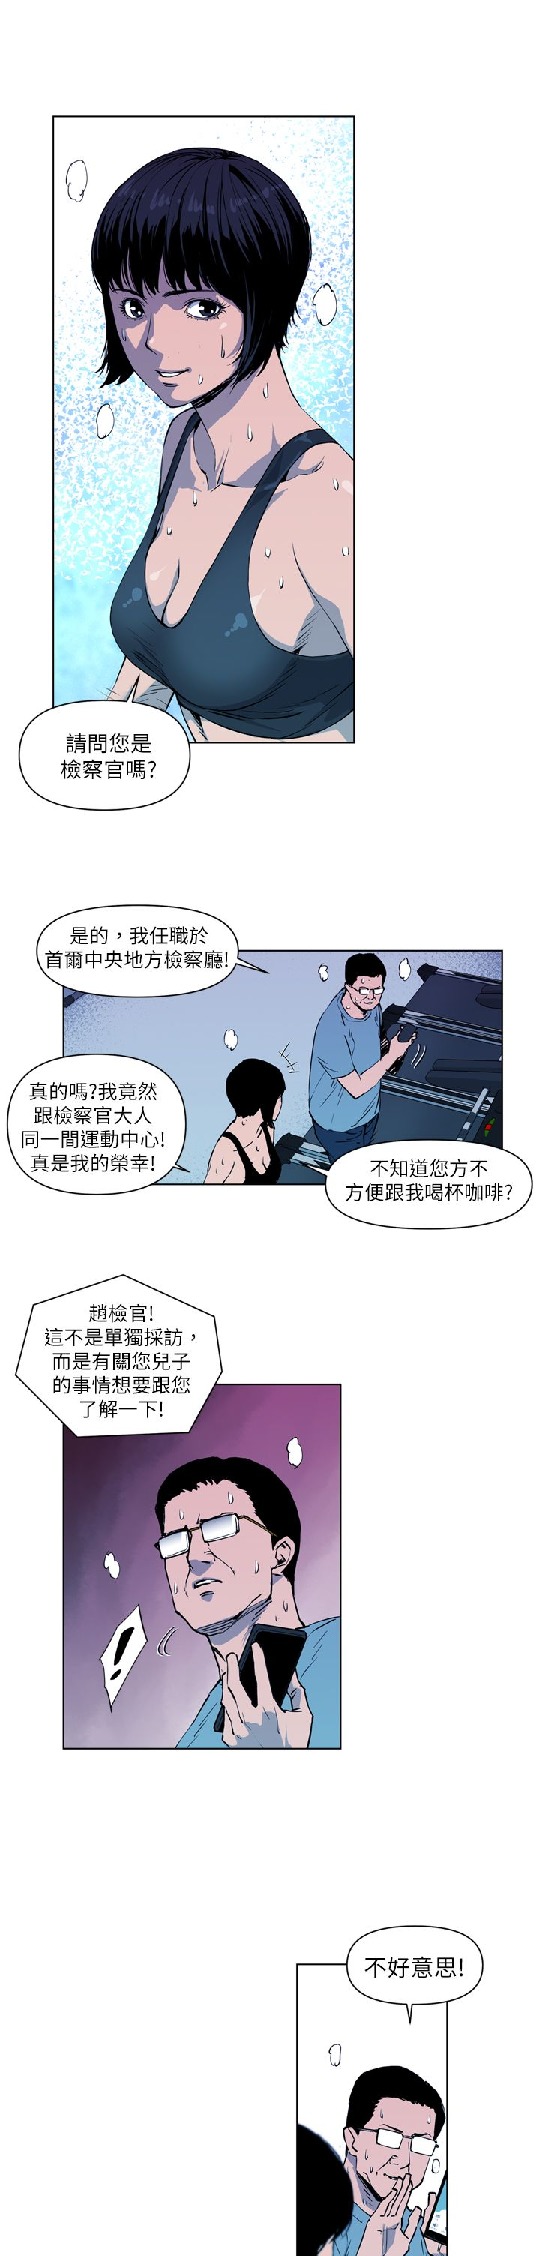 請問您是
檢察官嗎?
是的，我任職於
首爾中央地方檢察廳!
真的嗎?我竟然
跟檢察官大人
同一間運動中心!
真是我的榮幸!
不知道您方不
方便跟我喝杯咖啡?
趙檢官!
這不是單獨採訪，
而是有關您兒子
的事情想要跟您
了解一下!
!
不好意思!